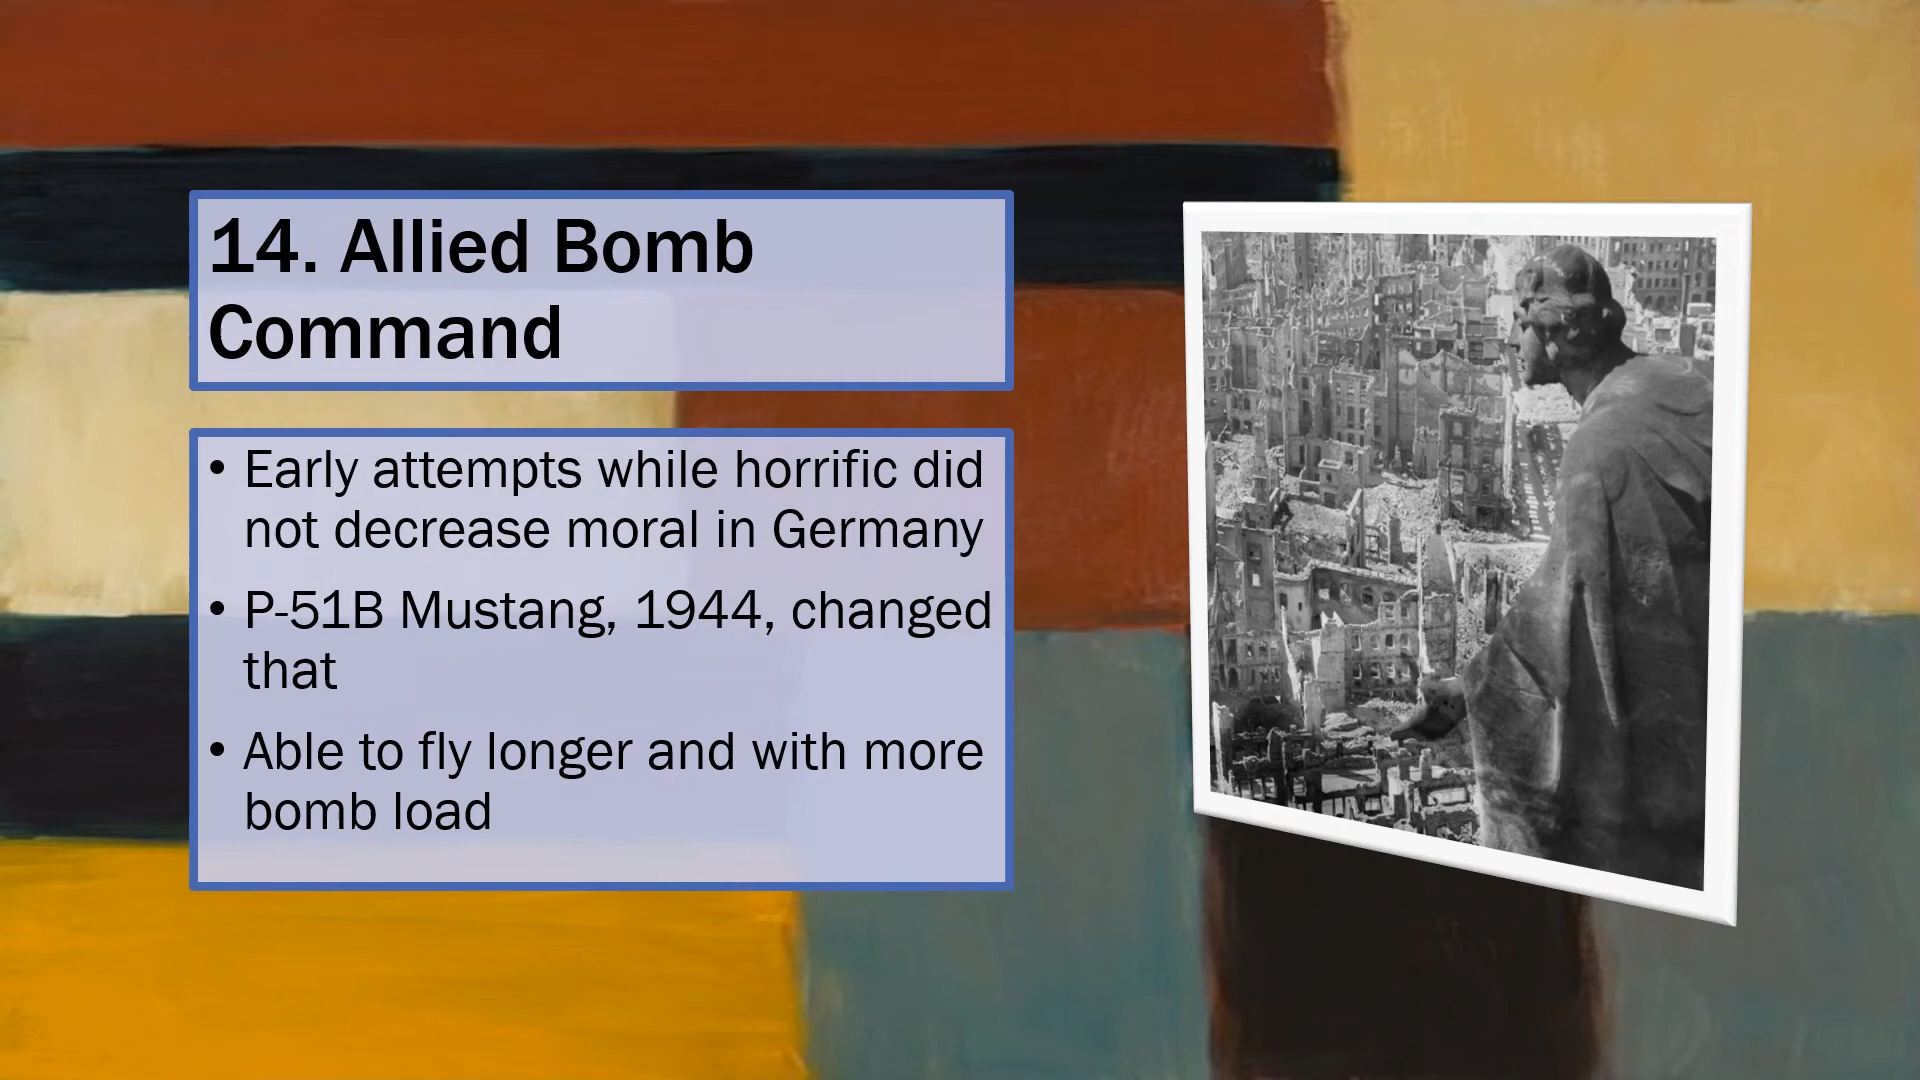 14. Allied Bomb
Command
• Early attempts while horrific did
not decrease moral in Germany
• P-51B Mustang, 1944, changed
that
• Able to fly longer and with more
bomb load